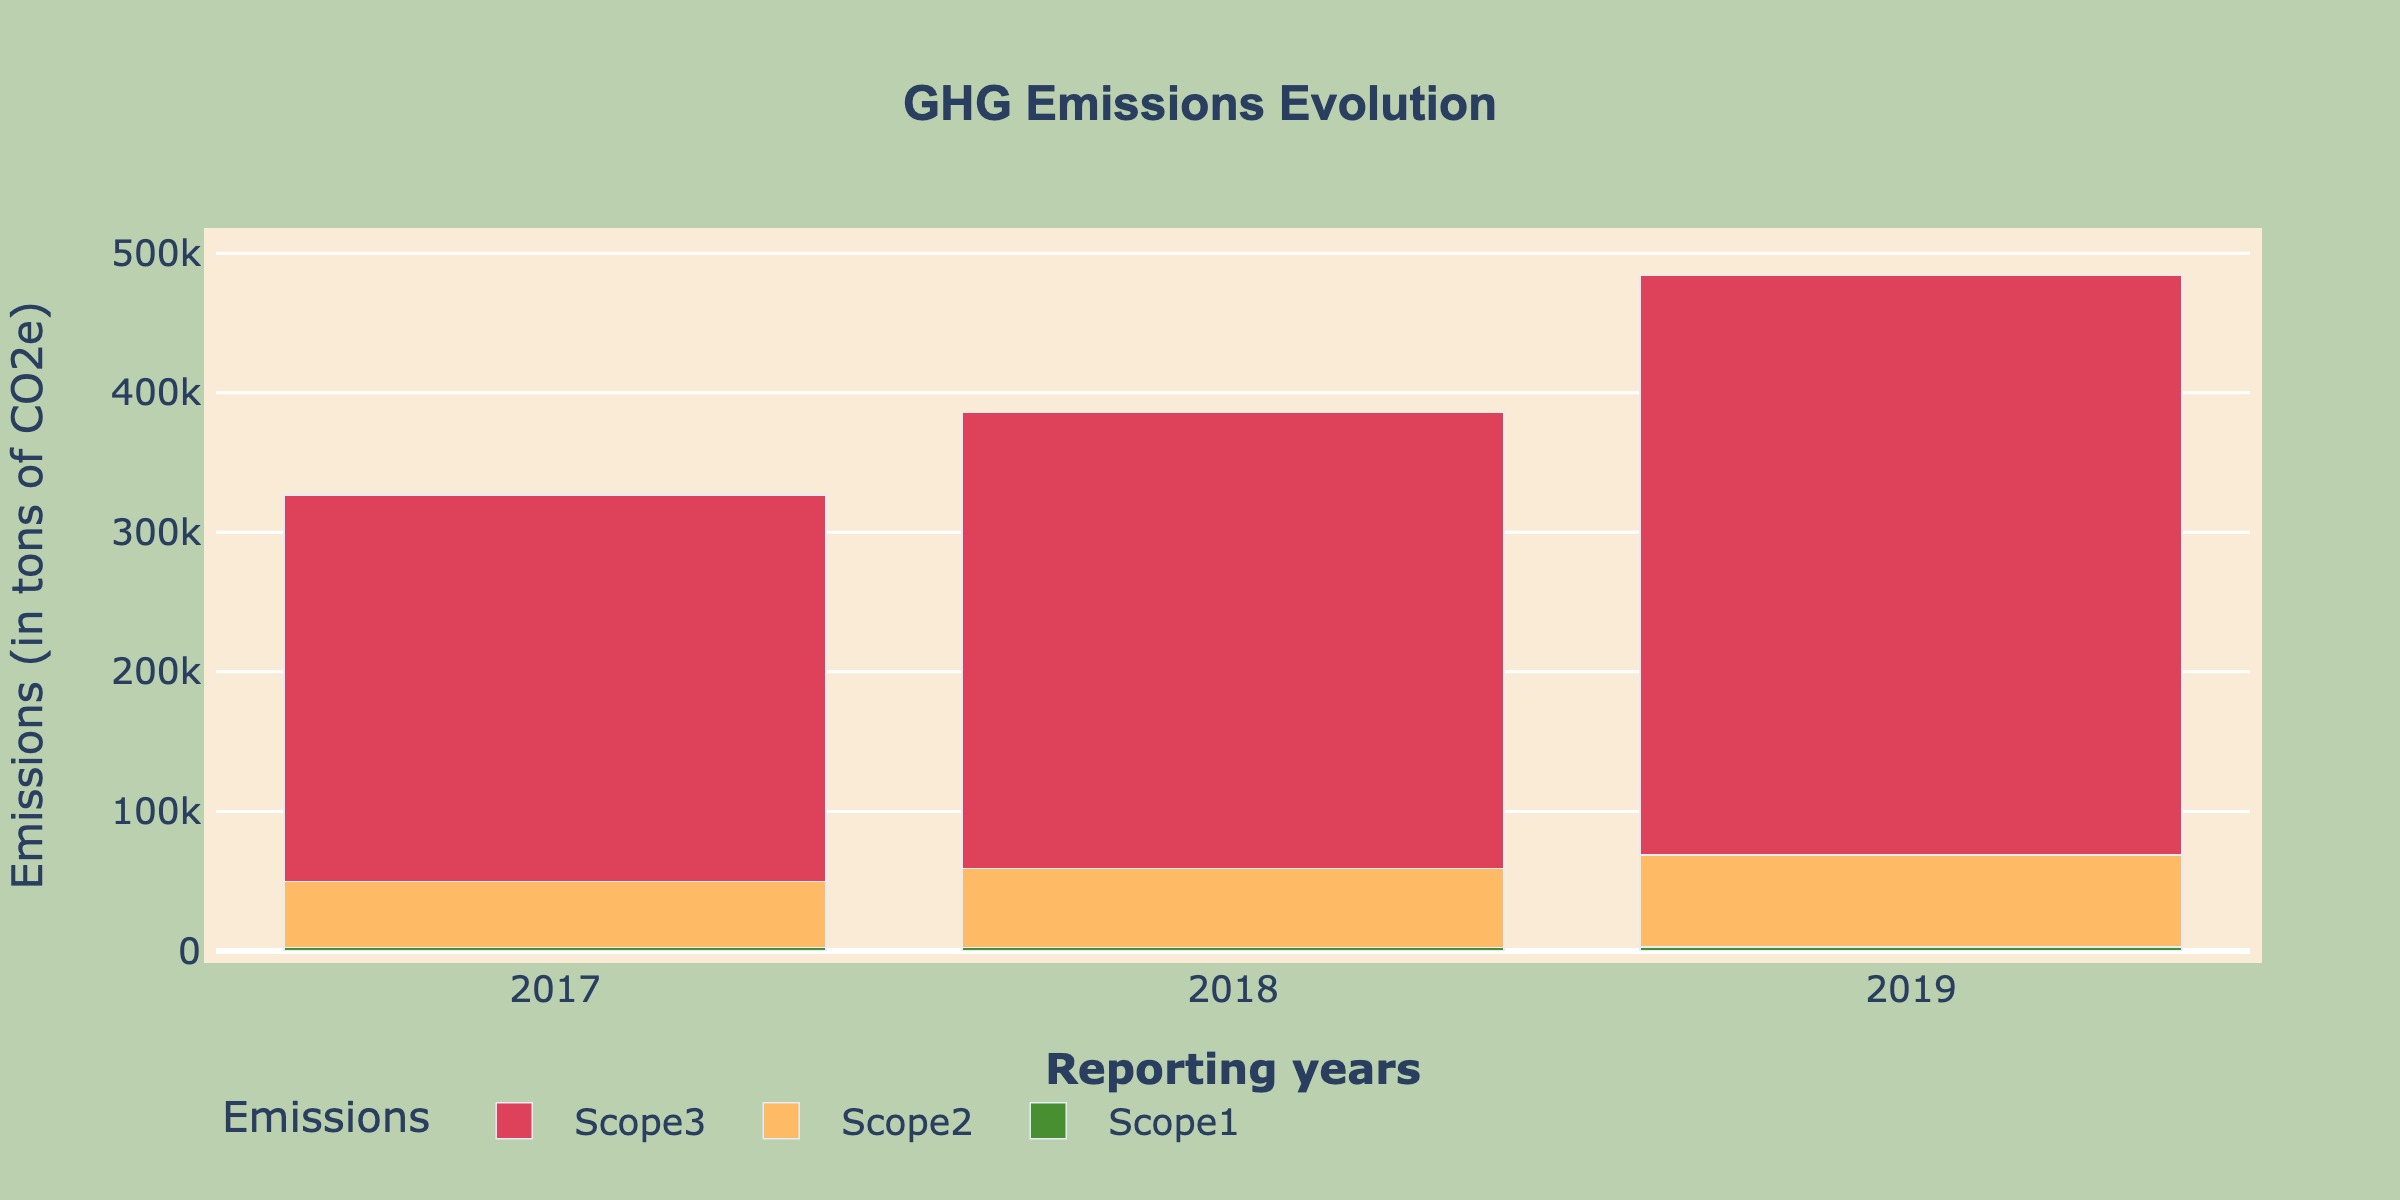 GHG Emissions Evolution
Emissions (in tons of CO2e)
500k
400k
300k
200k
100k
0
2017 2018 2019
Reporting years
Emissions Scope3 Scope2 Scope1